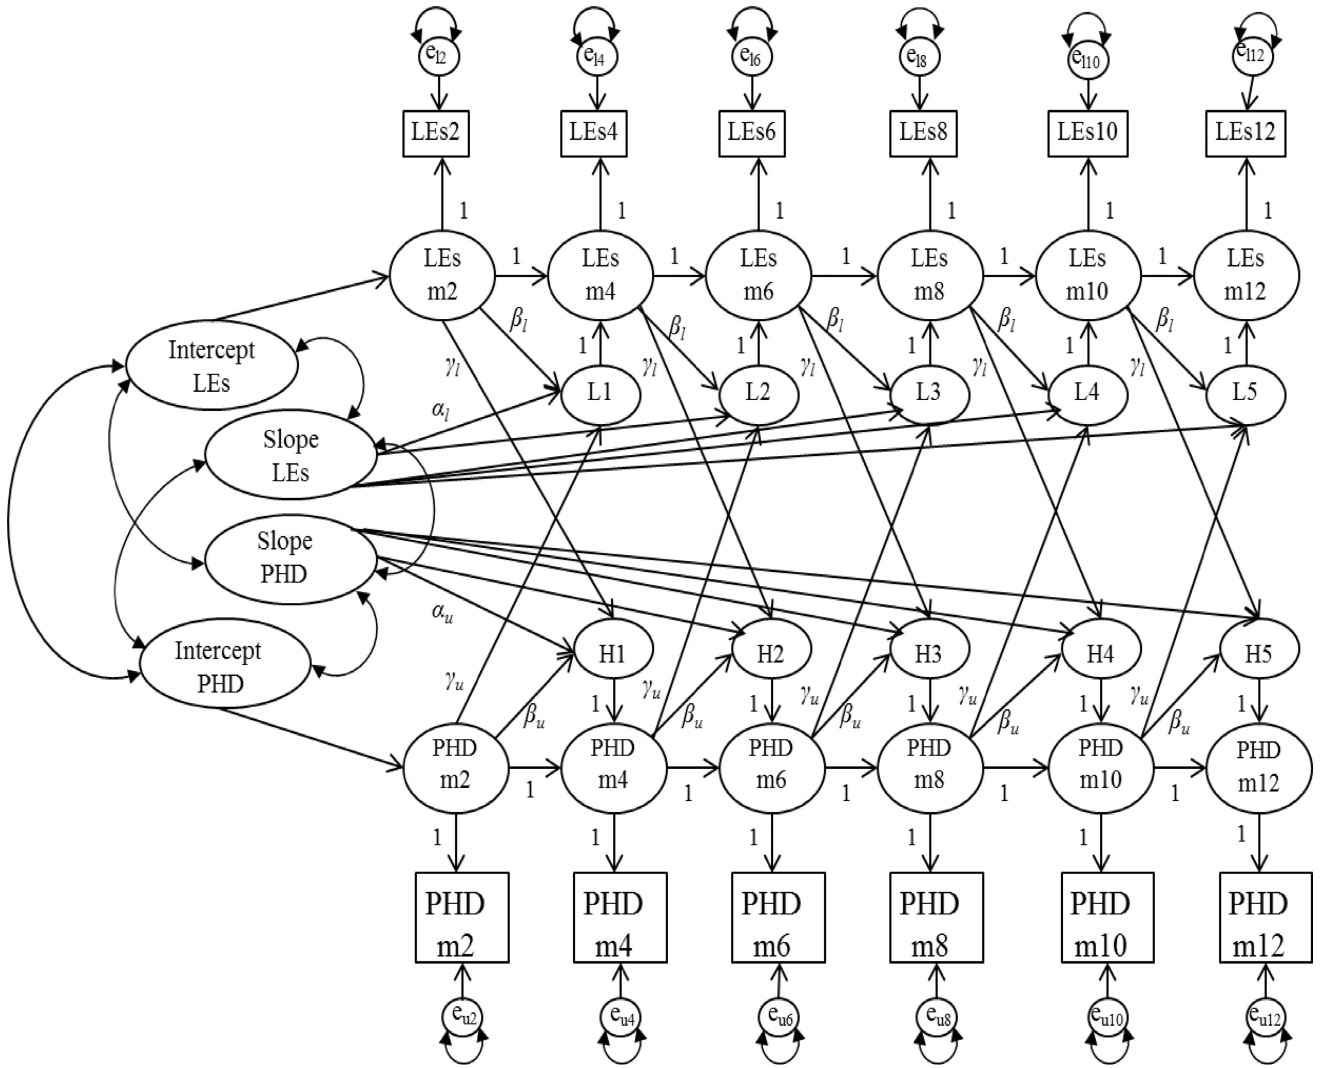 el2 el4 el6 el8 el10 el12
LEs2 LEs4 LEs6 LEs8 LEs10 LEs12
1 1 1 1 1 1
LEs LEs LEs LEs LEs LEs
m2 m4 m6 m8 m10 m12
1 1 1 1 1
βl βl βl βl βl
1 1 1 1 1
γl γl γl γl γl
Intercept
LEs
L1 L2 L3 L4 L5
αl
Slope
LEs
Slope
PHD
αu
Intercept
PHD
H1 H2 H3 H4 H5
γu γu γu γu γu
1 1 1 1 1
βu βu βu βu βu
PHD PHD PHD PHD PHD PHD
m2 m4 m6 m8 m10 m12
1 1 1 1 1
1 1 1 1 1 1
PHD PHD PHD PHD PHD PHD
m2 m4 m6 m8 m10 m12
eu2 eu4 eu6 eu8 eu10 eu12